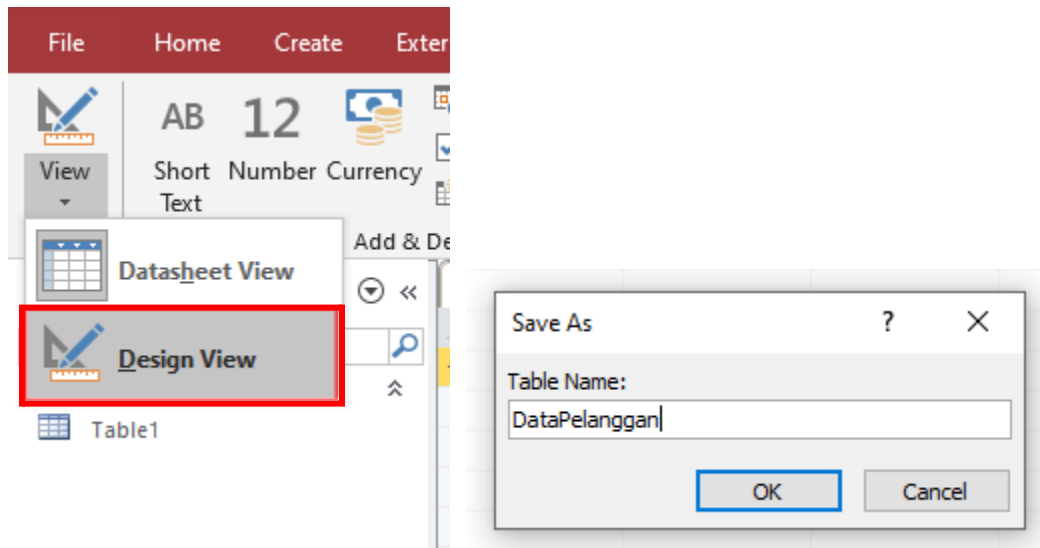 File Home Create Exter
AB 12
View Short Number Currency
Text
Add & De
Datasheet View
Design View
Table1
Save As ? X
Table Name:
DataPelanggan
OK Cancel